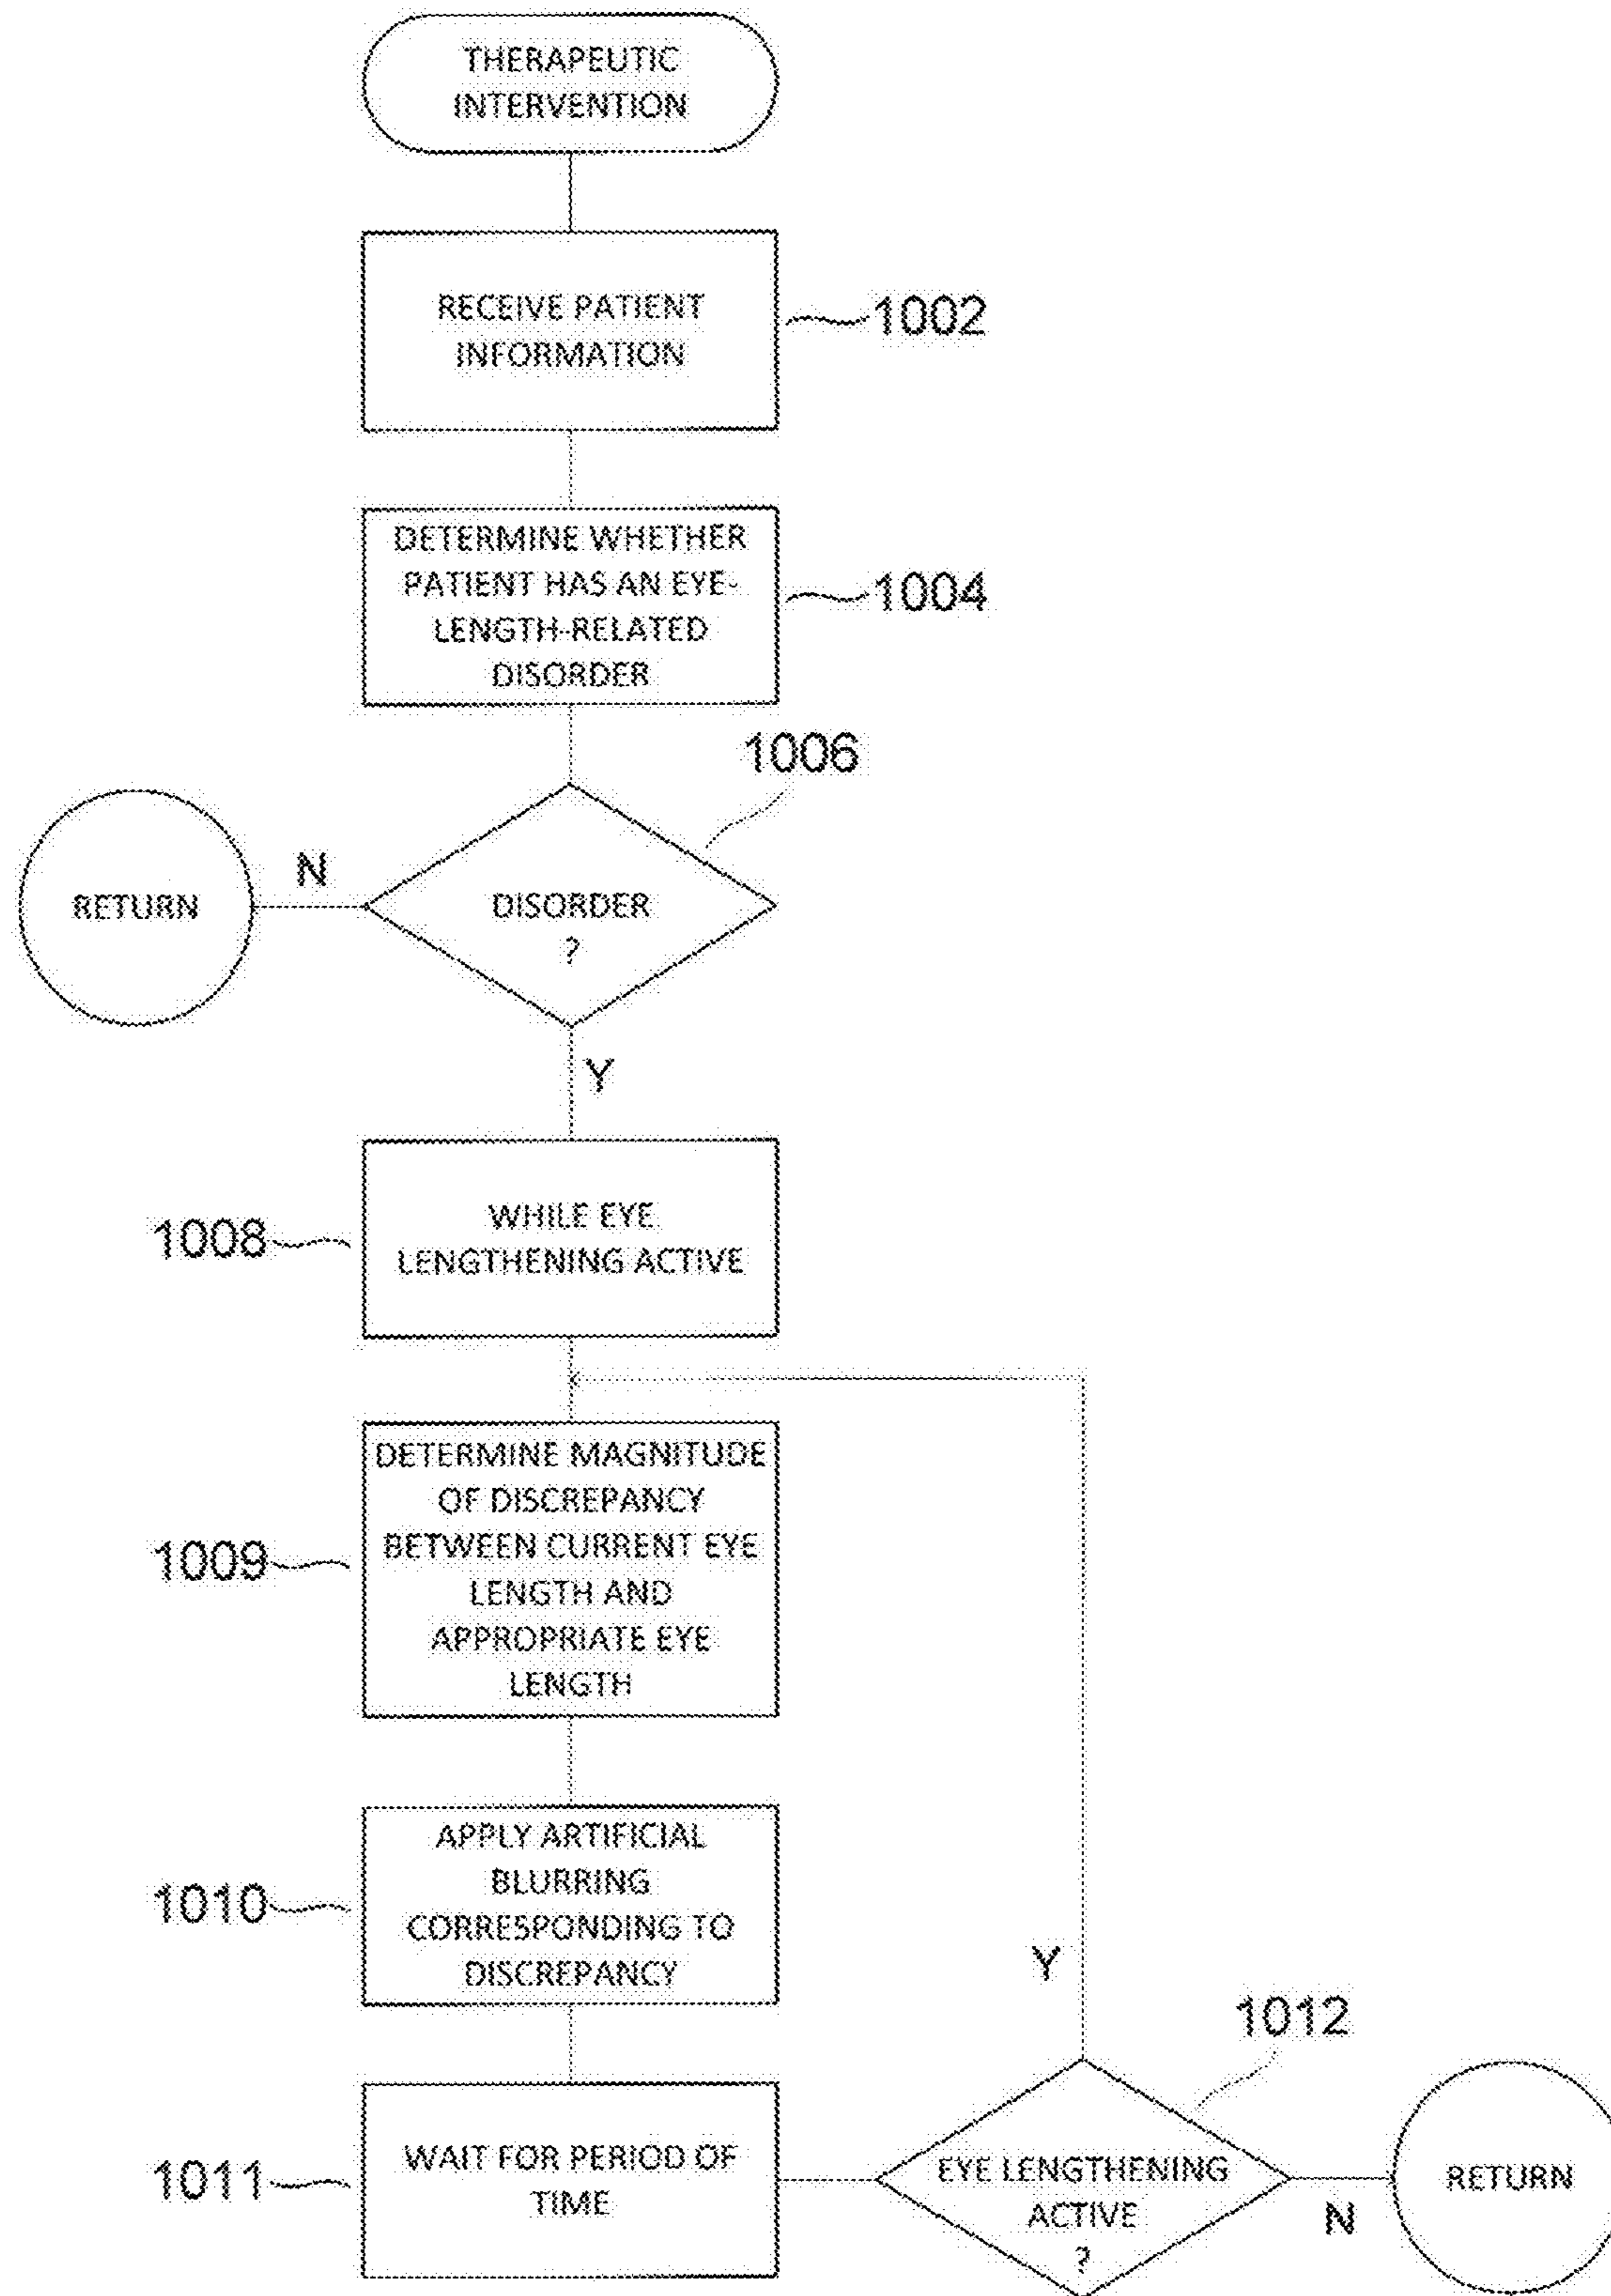 THERAPEUTIC
INTERVENTION
RECEIVE PATIENT
INFORMATION
1002
DETERMINE WHETHER
PATIENT HAS AN EYE-
LENGTH-RELATED
DISORDER
1004
1006
RETURN
N
DISORDER
?
Y
1008
WHILE EYE
LENGTHENING ACTIVE
DETERMINE MAGNITUDE
OF DISCREPANCY
BETWEEN CURRENT EYE
LENGTH AND
APPROPRIATE EYE
LENGTH
1009
APPLY ARTIFICIAL
BLURRING
CORRESPONDING TO
DISCREPANCY
1010
Y
1012
1011
WAIT FOR PERIOD OF
TIME
EYE LENGTHENING
ACTIVE
?
N
RETURN